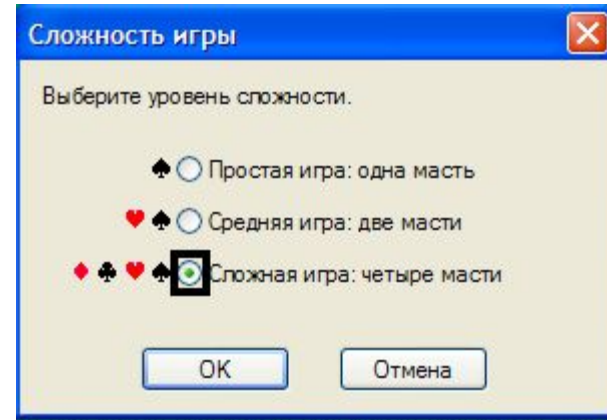 Сложность игры
Выберите уровень сложности.
Простая игра: одна масть
Средняя игра: две масти
Сложная игра: четыре масти
OK
Отмена